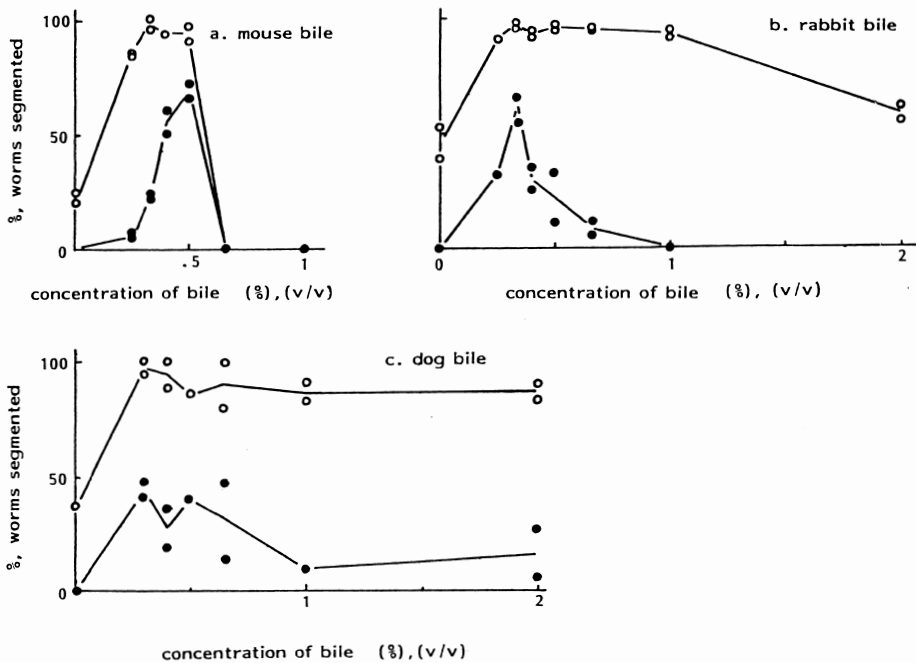 a. mouse bile
%, worms segmented
100
50
0
.5
1
concentration of bile (%),(v/v)
b. rabbit bile
0
1
2
concentration of bile (%), (v/v)
c. dog bile
%, worms segmented
100
50
0
1
2
concentration of bile (%),(v/v)